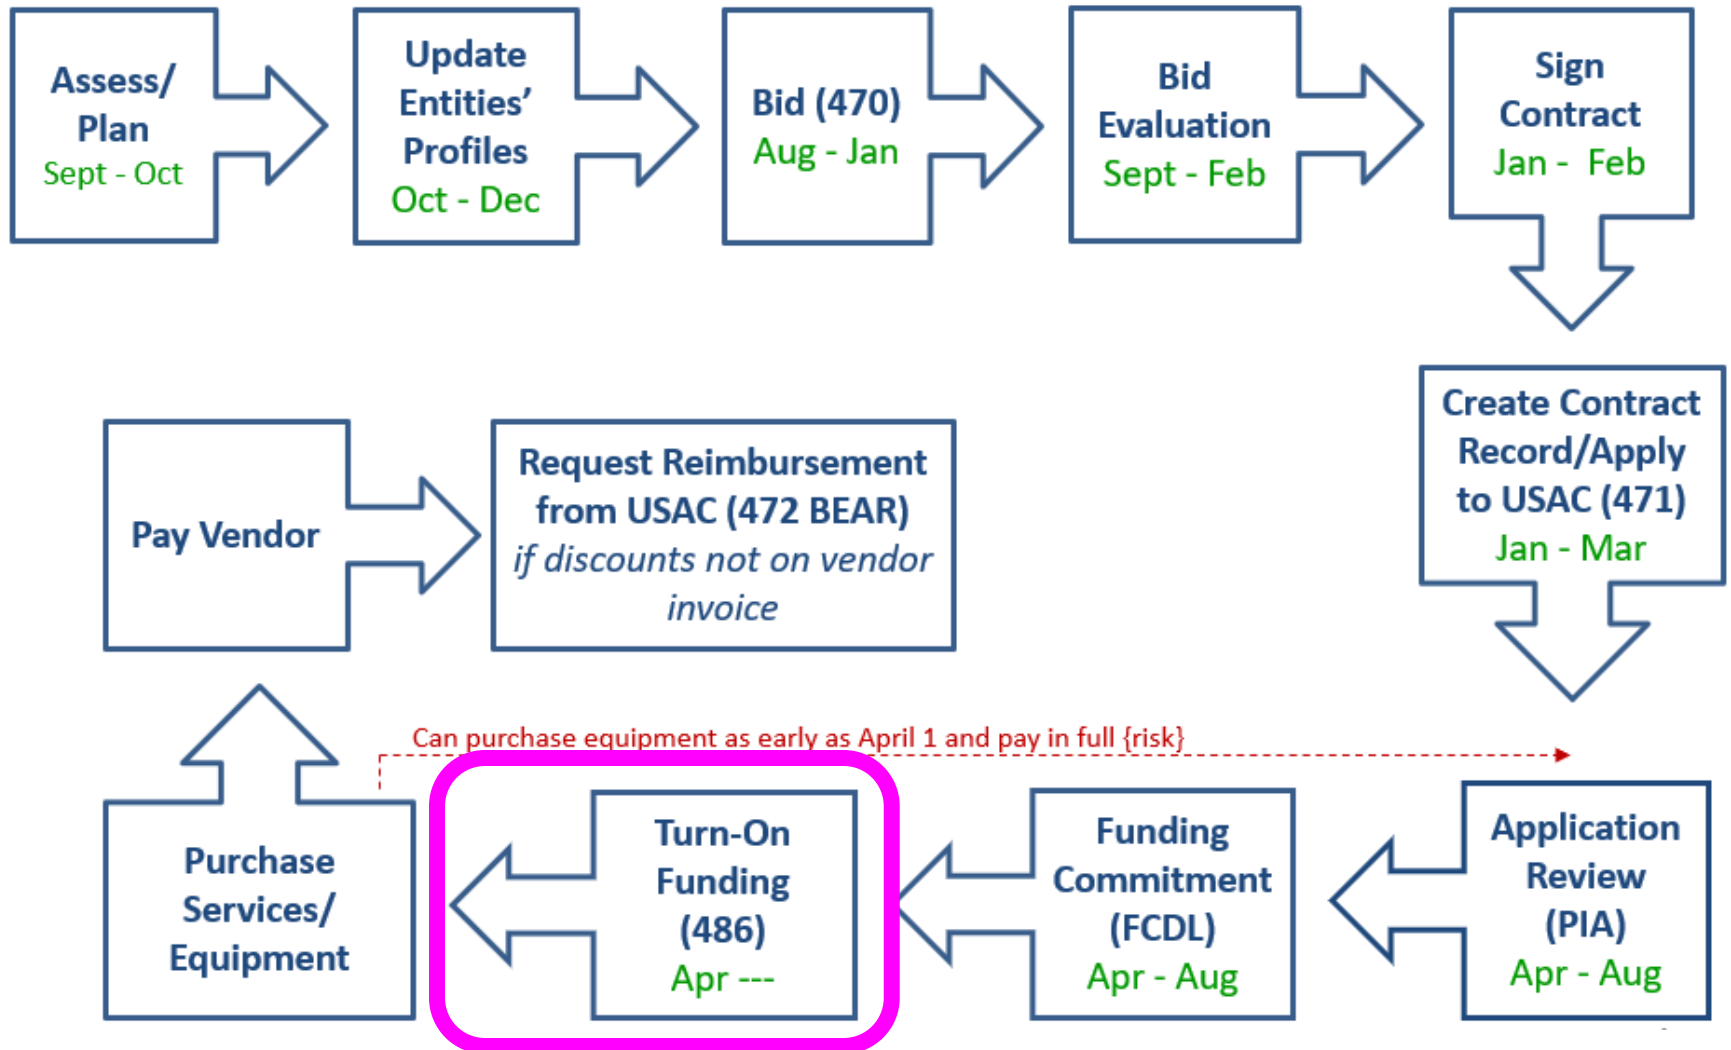 Assess/
Plan
Sept - Oct
Update
Entities’
Profiles
Oct - Dec
Bid (470)
Aug - Jan
Bid
Evaluation
Sept - Feb
Sign
Contract
Jan -  Feb
Create Contract
Record/Apply
to USAC (471)
Jan - Mar
Application
Review
(PIA)
Apr - Aug
Funding
Commitment
(FCDL)
Apr - Aug
Turn-On
Funding
(486)
Apr ---
Can purchase equipment as early as April 1 and pay in full {risk}
Purchase
Services/
Equipment
Pay Vendor
Request Reimbursement
from USAC (472 BEAR)
if discounts not on vendor
invoice